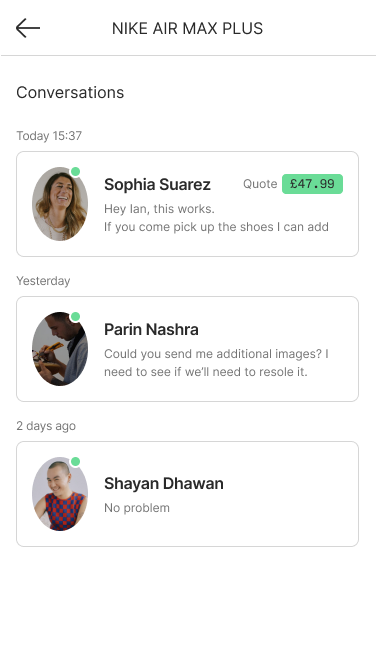 NIKE AIR MAX PLUS
Conversations
Today 15:37
Sophia Suarez
Quote £47.99
Hey Ian, this works.
If you come pick up the shoes I can add
Yesterday
Parin Nashra
Could you send me additional images? I
need to see if we'll need to resole it.
2 days ago
Shayan Dhawan
No problem